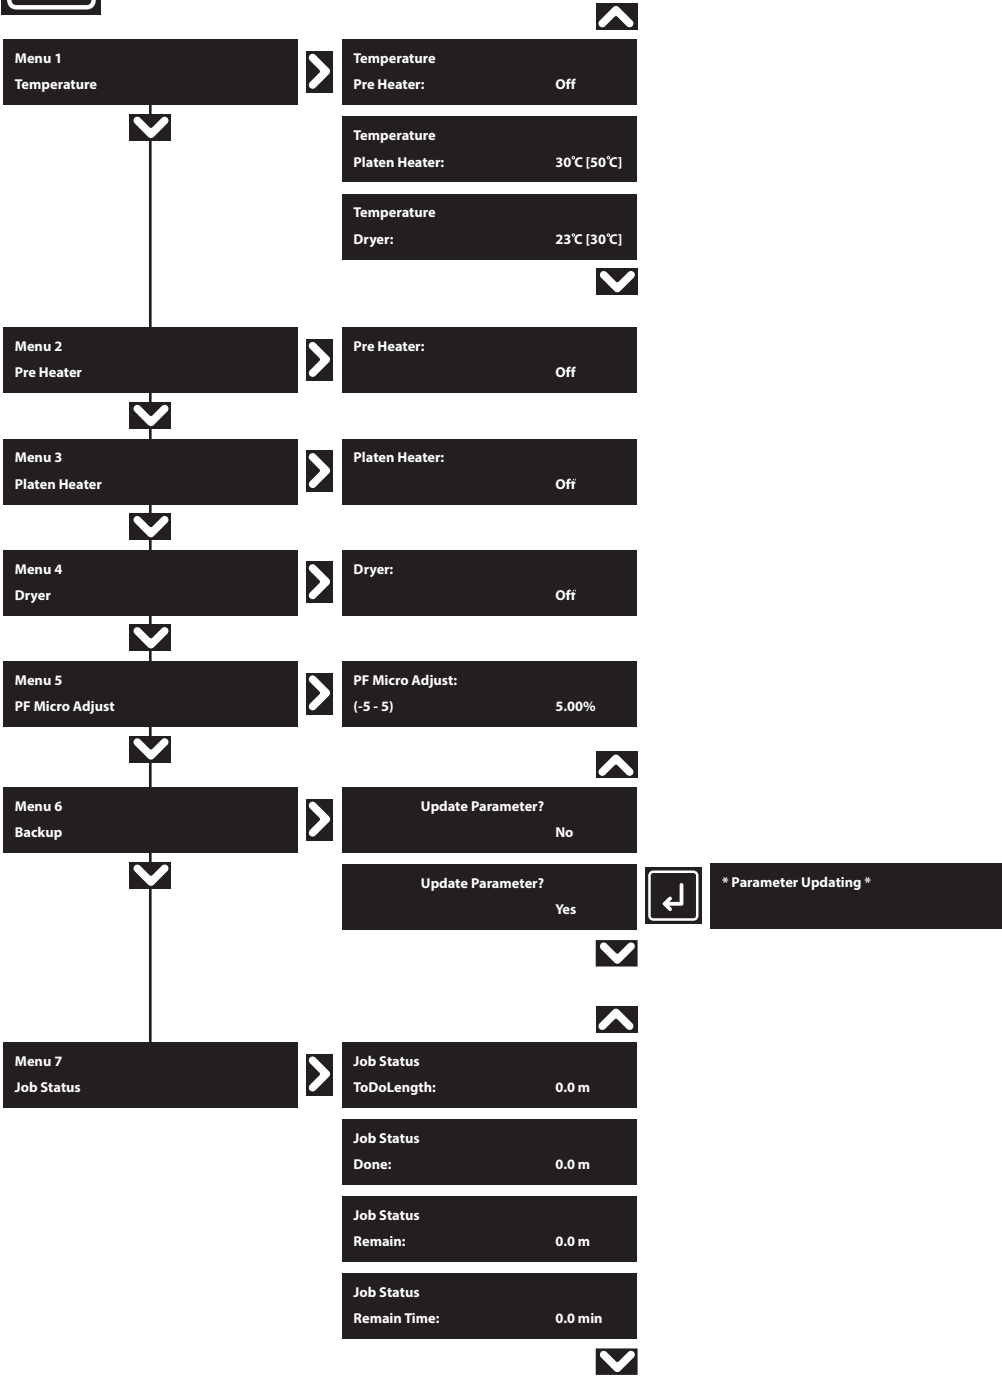 Menu 1
Temperature
Temperature
Pre Heater: Off
Temperature
Platen Heater: 30℃ [50℃]
Temperature
Dryer: 23℃ [30℃]
Menu 2
Pre Heater
Pre Heater:
Off
Menu 3
Platen Heater
Platen Heater:
Off
Menu 4
Dryer
Dryer:
Off
Menu 5
PF Micro Adjust
PF Micro Adjust:
(-5 - 5) 5.00%
Menu 6
Backup
Update Parameter?
No
Update Parameter?
Yes
* Parameter Updating *
Menu 7
Job Status
Job Status
ToDoLength: 0.0 m
Job Status
Done: 0.0 m
Job Status
Remain: 0.0 m
Job Status
Remain Time: 0.0 min